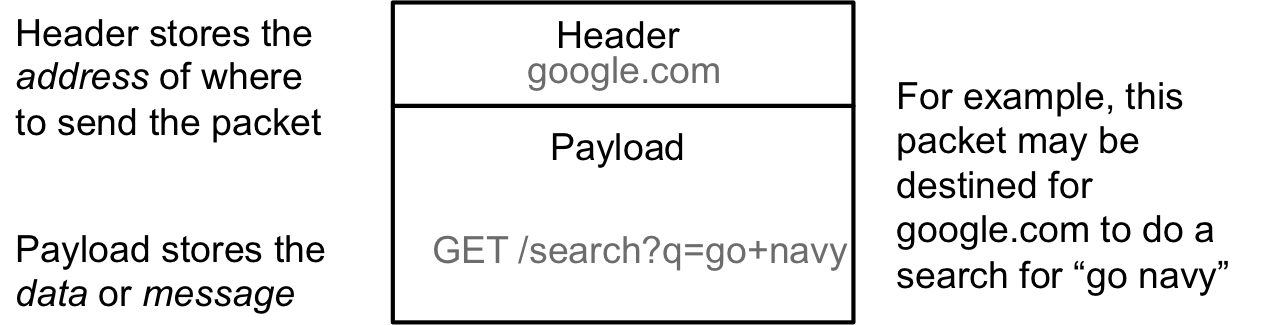 Header stores the
address of where
to send the packet
Payload stores the
data or message
Header
google.com
Payload
GET /search?q=go+navy
For example, this
packet may be
destined for
google.com to do a
search for “go navy”